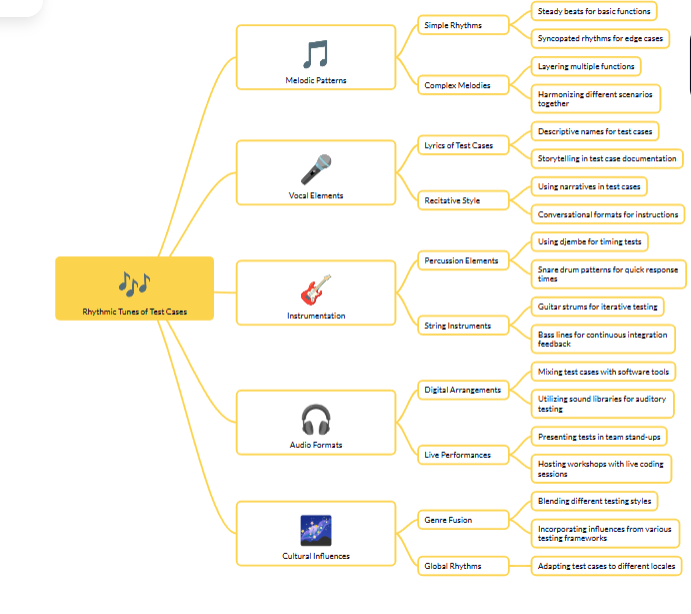 Rhythmic Tunes of Test Cases
Melodic Patterns
Simple Rhythms
Steady beats for basic functions
Syncopated rhythms for edge cases
Complex Melodies
Layering multiple functions
Harmonizing different scenarios
together
Vocal Elements
Lyrics of Test Cases
Descriptive names for test cases
Storytelling in test case documentation
Recitative Style
Using narratives in test cases
Conversational formats for instructions
Instrumentation
Percussion Elements
Using djembe for timing tests
Snare drum patterns for quick response
times
String Instruments
Guitar strums for iterative testing
Bass lines for continuous integration
feedback
Audio Formats
Digital Arrangements
Mixing test cases with software tools
Utilizing sound libraries for auditory
testing
Live Performances
Presenting tests in team stand-ups
Hosting workshops with live coding
sessions
Cultural Influences
Genre Fusion
Blending different testing styles
Incorporating influences from various
testing frameworks
Global Rhythms
Adapting test cases to different locales